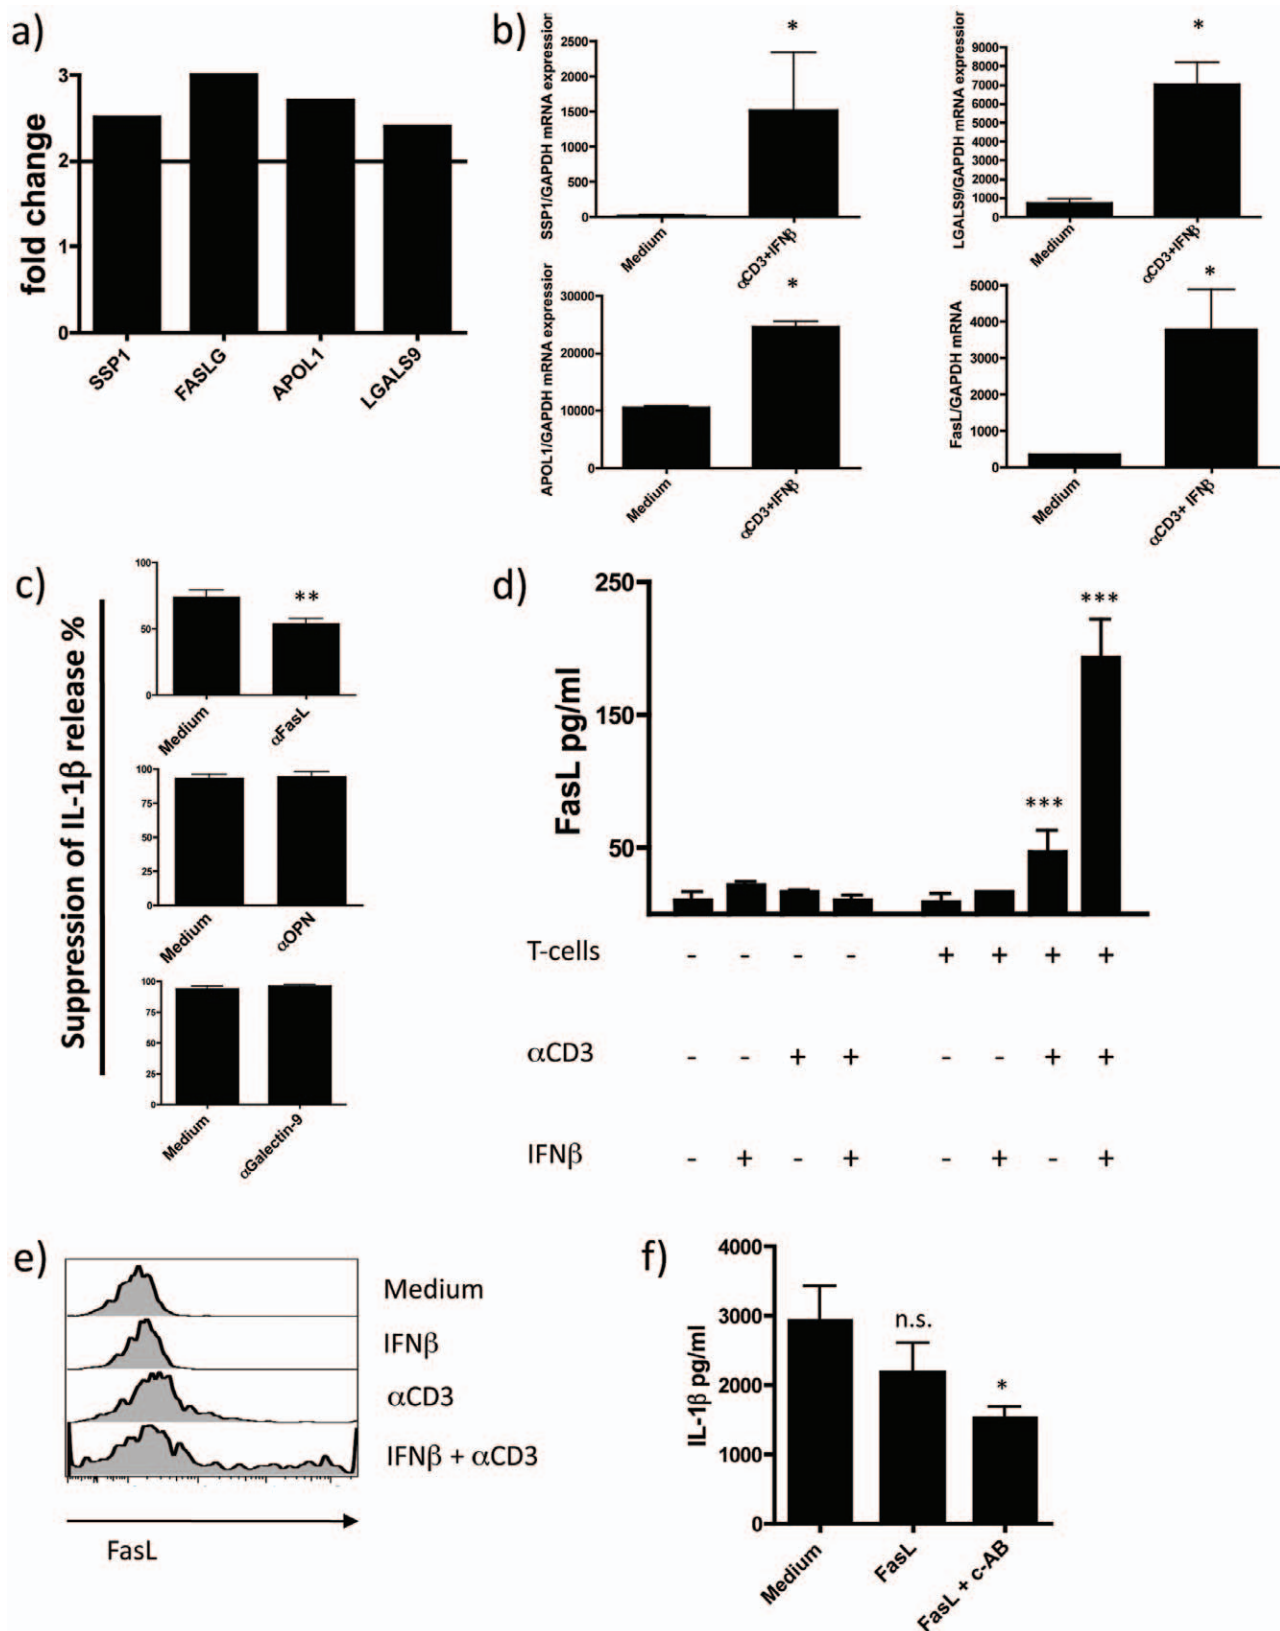 a)
fold change
3
2
1
0
SSP1
FASLG
APOL1
LGALS9
b)
SSP1/GAPDH mRNA expression
2500
2000
1500
1000
500
0
*
Medium
αCD3+IFNβ
LGALS9/GAPDH mRNA expression
9000
8000
7000
6000
5000
4000
3000
2000
1000
0
*
Medium
αCD3+IFNβ
APOL1/GAPDH mRNA expression
30000
20000
10000
0
*
Medium
αCD3+IFNβ
FasL/GAPDH mRNA
5000
4000
3000
2000
1000
0
*
Medium
αCD3+ IFNβ
c)
Suppression of IL-1β release %
100
50
0
**
Medium
αFasL
100
75
50
25
0
Medium
αOPN
100
75
50
25
0
Medium
αGalectin-9
d)
FasL pg/ml
250
150
50
***
***
T-cells - - - - + + + +
αCD3 - - + + - - + +
IFNβ - + - + - + - +
e)
Medium
IFNβ
αCD3
IFNβ + αCD3
FasL
f)
IL-1β pg/ml
4000
3000
2000
1000
0
n.s.
*
Medium
FasL
FasL + c-AB